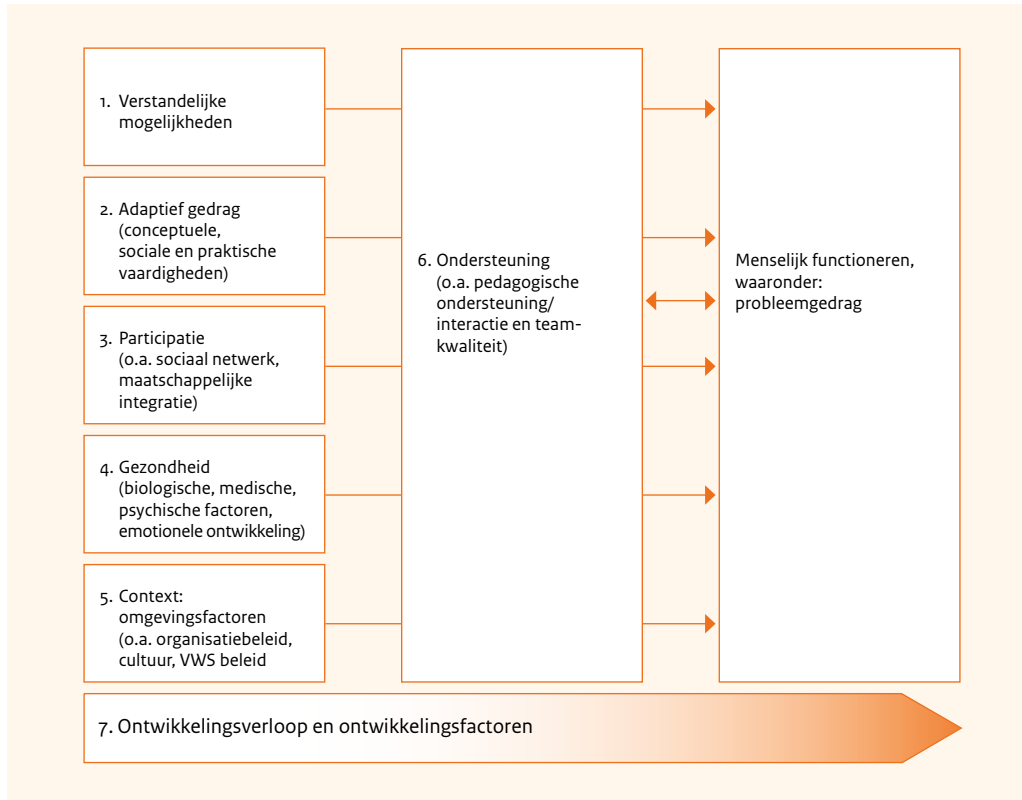 1. Verstandelijke
mogelijkheden
2. Adaptief gedrag
(conceptuele,
sociale en praktische
vaardigheden)
3. Participatie
(o.a. sociaal netwerk,
maatschappelijke
integratie)
4. Gezondheid
(biologische, medische,
psychische factoren,
emotionele ontwikkeling)
5. Context:
omgevingsfactoren
(o.a. organisatiebeleid,
cultuur, VWS beleid
6. Ondersteuning
(o.a. pedagogische
ondersteuning/
interactie en team-
kwaliteit)
Menselijk functioneren,
waaronder:
probleemgedrag
7. Ontwikkelingsverloop en ontwikkelingsfactoren